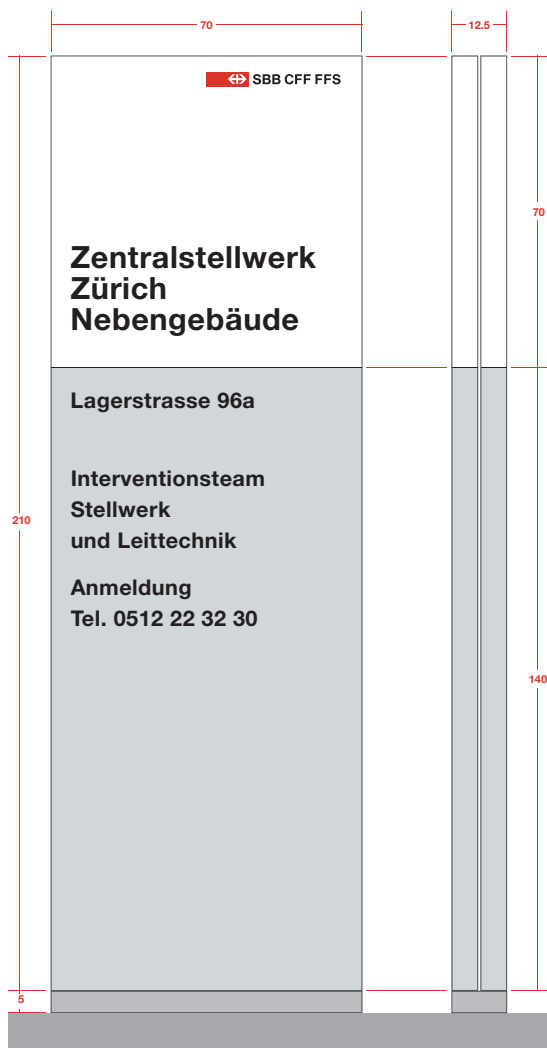 70
12.5
SBB CFF FFS
70
Zentralstellwerk
Zürich
Nebengebäude
Lagerstrasse 96a
Interventionsteam
Stellwerk
210
und Leittechnik
Anmeldung
Tel. 0512 22 32 30
140
5